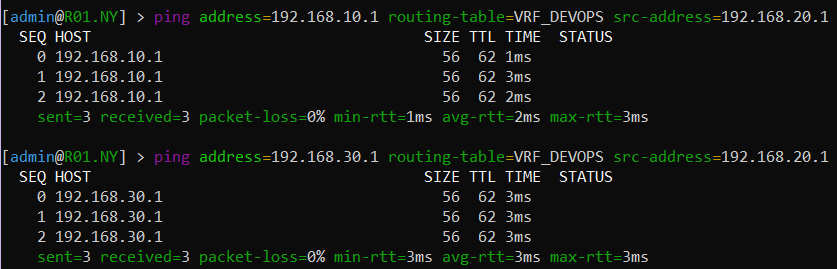 [admin@R01.NY] > ping address=192.168.10.1 routing-table=VRF_DEVOPS src-address=192.168.20.1
SEQ HOST SIZE TTL TIME STATUS
0 192.168.10.1 56 62 1ms
1 192.168.10.1 56 62 3ms
2 192.168.10.1 56 62 2ms
sent=3 received=3 packet-loss=0% min-rtt=1ms avg-rtt=2ms max-rtt=3ms
[admin@R01.NY] > ping address=192.168.30.1 routing-table=VRF_DEVOPS src-address=192.168.20.1
SEQ HOST SIZE TTL TIME STATUS
0 192.168.30.1 56 62 3ms
1 192.168.30.1 56 62 3ms
2 192.168.30.1 56 62 3ms
sent=3 received=3 packet-loss=0% min-rtt=3ms avg-rtt=3ms max-rtt=3ms